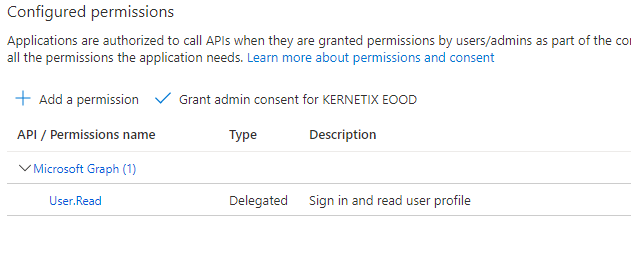 Configured permissions
Applications are authorized to call APIs when they are granted permissions by users/admins as part of the
all the permissions the application needs. Learn more about permissions and consent
Add a permission Grant admin consent for KERNETIX EOOD
API / Permissions name Type Description
Microsoft Graph (1)
User.Read Delegated Sign in and read user profile